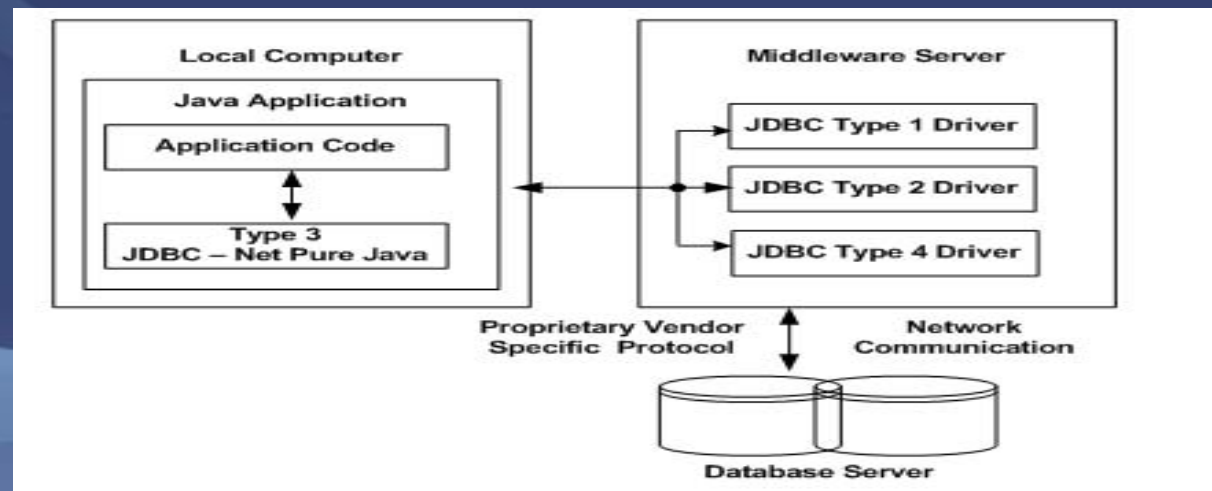 Local Computer
Java Application
Application Code
Type 3
JDBC – Net Pure Java
Middleware Server
JDBC Type 1 Driver
JDBC Type 2 Driver
JDBC Type 4 Driver
Proprietary Vendor
Specific Protocol
Network
Communication
Database Server